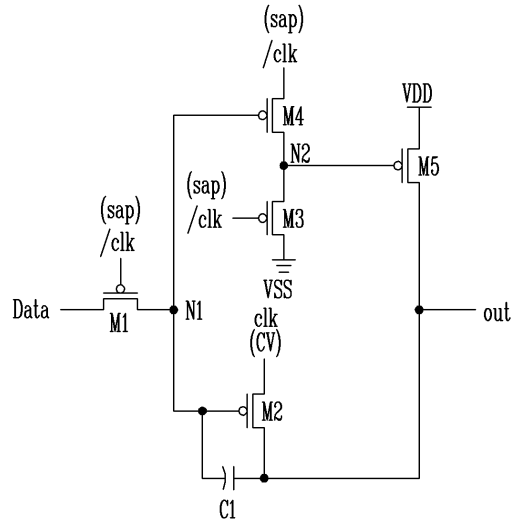 (sap)
/clk
VDD
M4
N2
M5
(sap)
/clk
M3
(sap)
/clk
VSS
Data
M1
N1
clk
(CV)
out
M2
C1